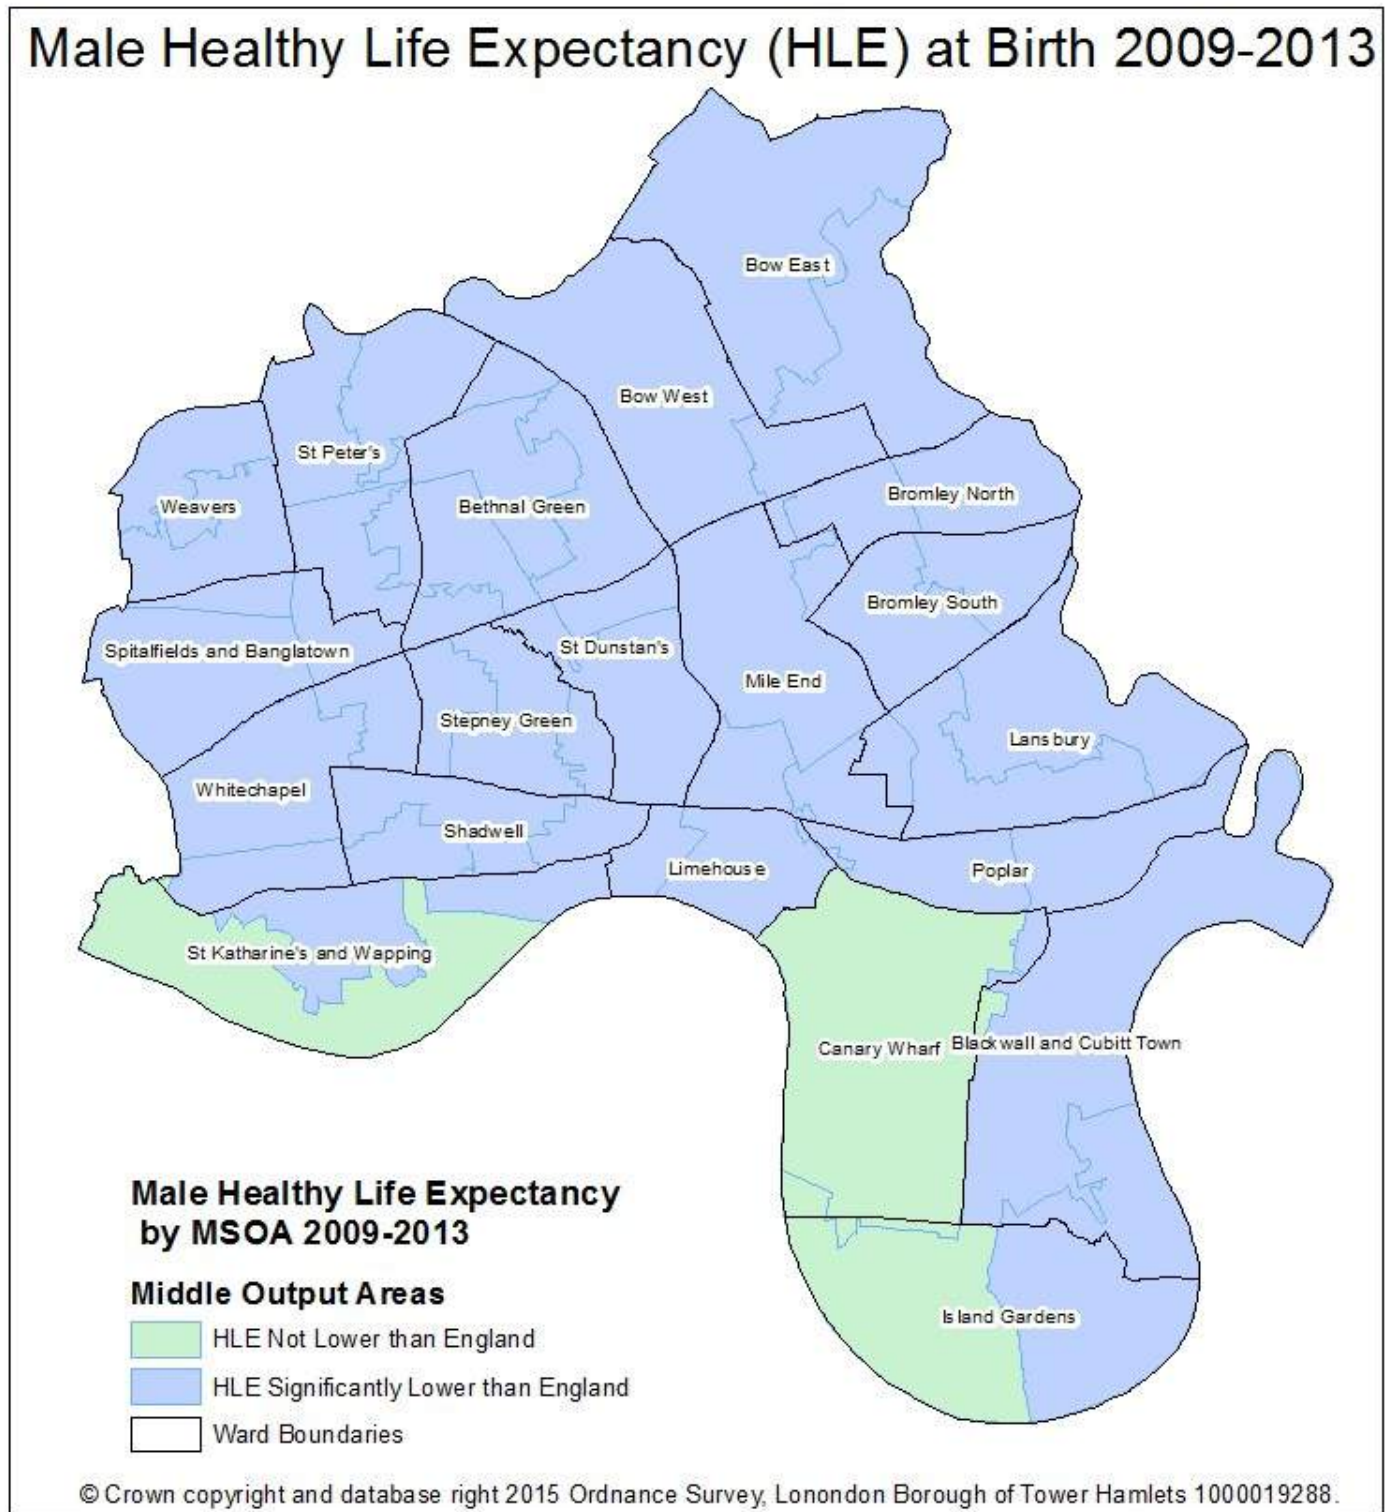 Male Healthy Life Expectancy (HLE) at Birth 2009-2013
Bow East
Bow West
St Peter's
Weavers
Bethnal Green
Bromley North
Bromley South
Spitalfields and Banglatown
St Dunstan's
Mile End
Stepney Green
Lansbury
Whitechapel
Shadwell
Limehouse
Poplar
St Katharine's and Wapping
Canary Wharf
Blackwall and Cubitt Town
Island Gardens
Male Healthy Life Expectancy
by MSOA 2009-2013
Middle Output Areas
HLE Not Lower than England
HLE Significantly Lower than England
Ward Boundaries
© Crown copyright and database right 2015 Ordnance Survey, Lonondon Borough of Tower Hamlets 1000019288.